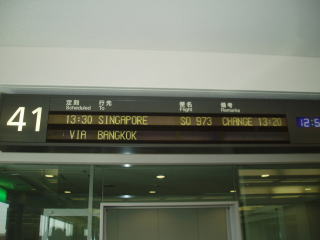 41
定刻 行先 便名 備考
Scheduled To Flight Remarks
13:30 SINGAPORE SQ 973 CHANGE 13:20
VIA BANGKOK
12:5